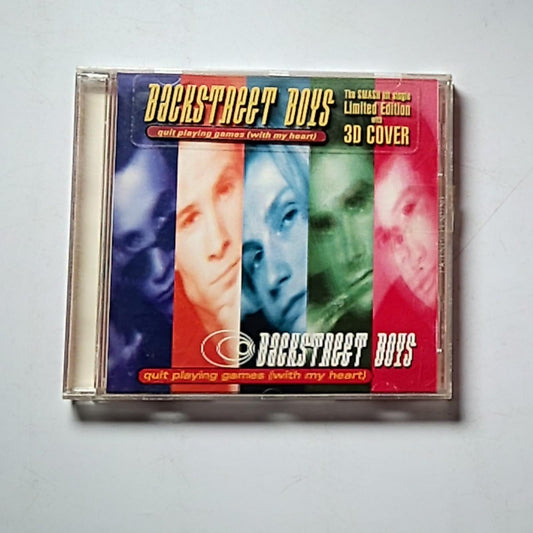 BACKSTREET BOYS
quit playing games (with my heart)
The SMASH hit single
Limited Edition
with
3D COVER
BACKSTREET BOYS
quit playing games (with my heart)